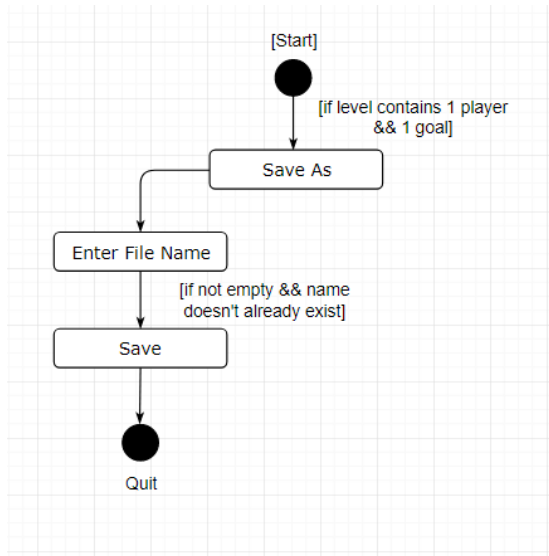 [Start]
[if level contains 1 player
&& 1 goal]
Save As
Enter File Name
[if not empty && name
doesn't already exist]
Save
Quit